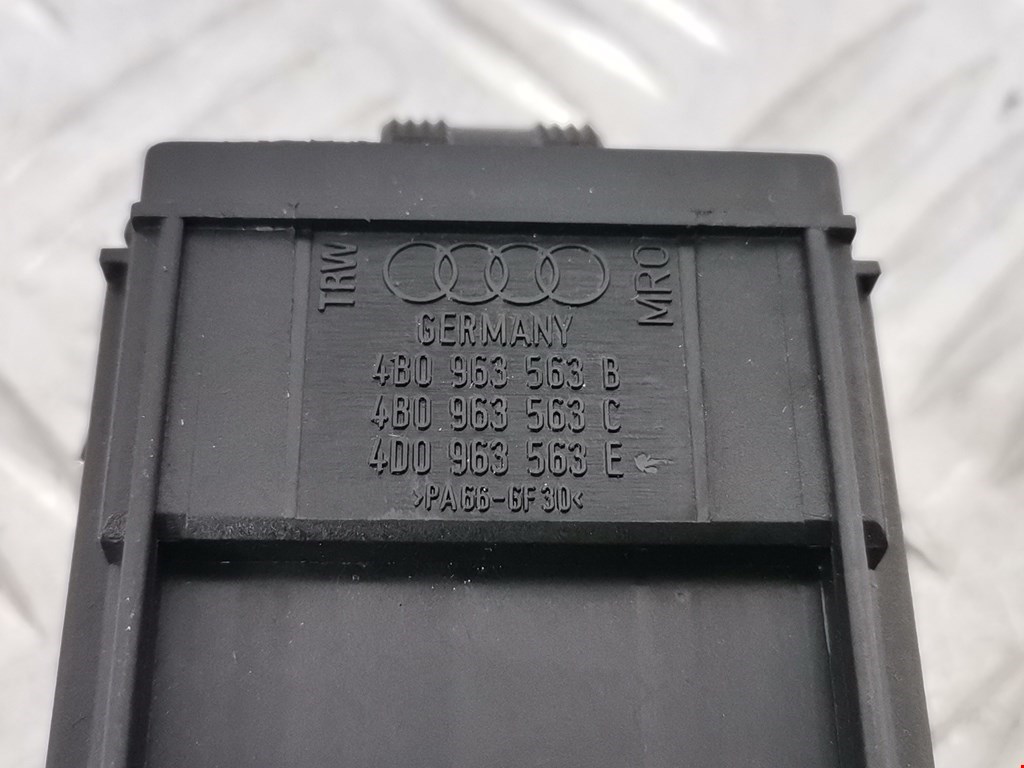 TRW
MRO
GERMANY
4B0 963 563 B
4B0 963 563 C
4D0 963 563 E
>PA66-GF30<